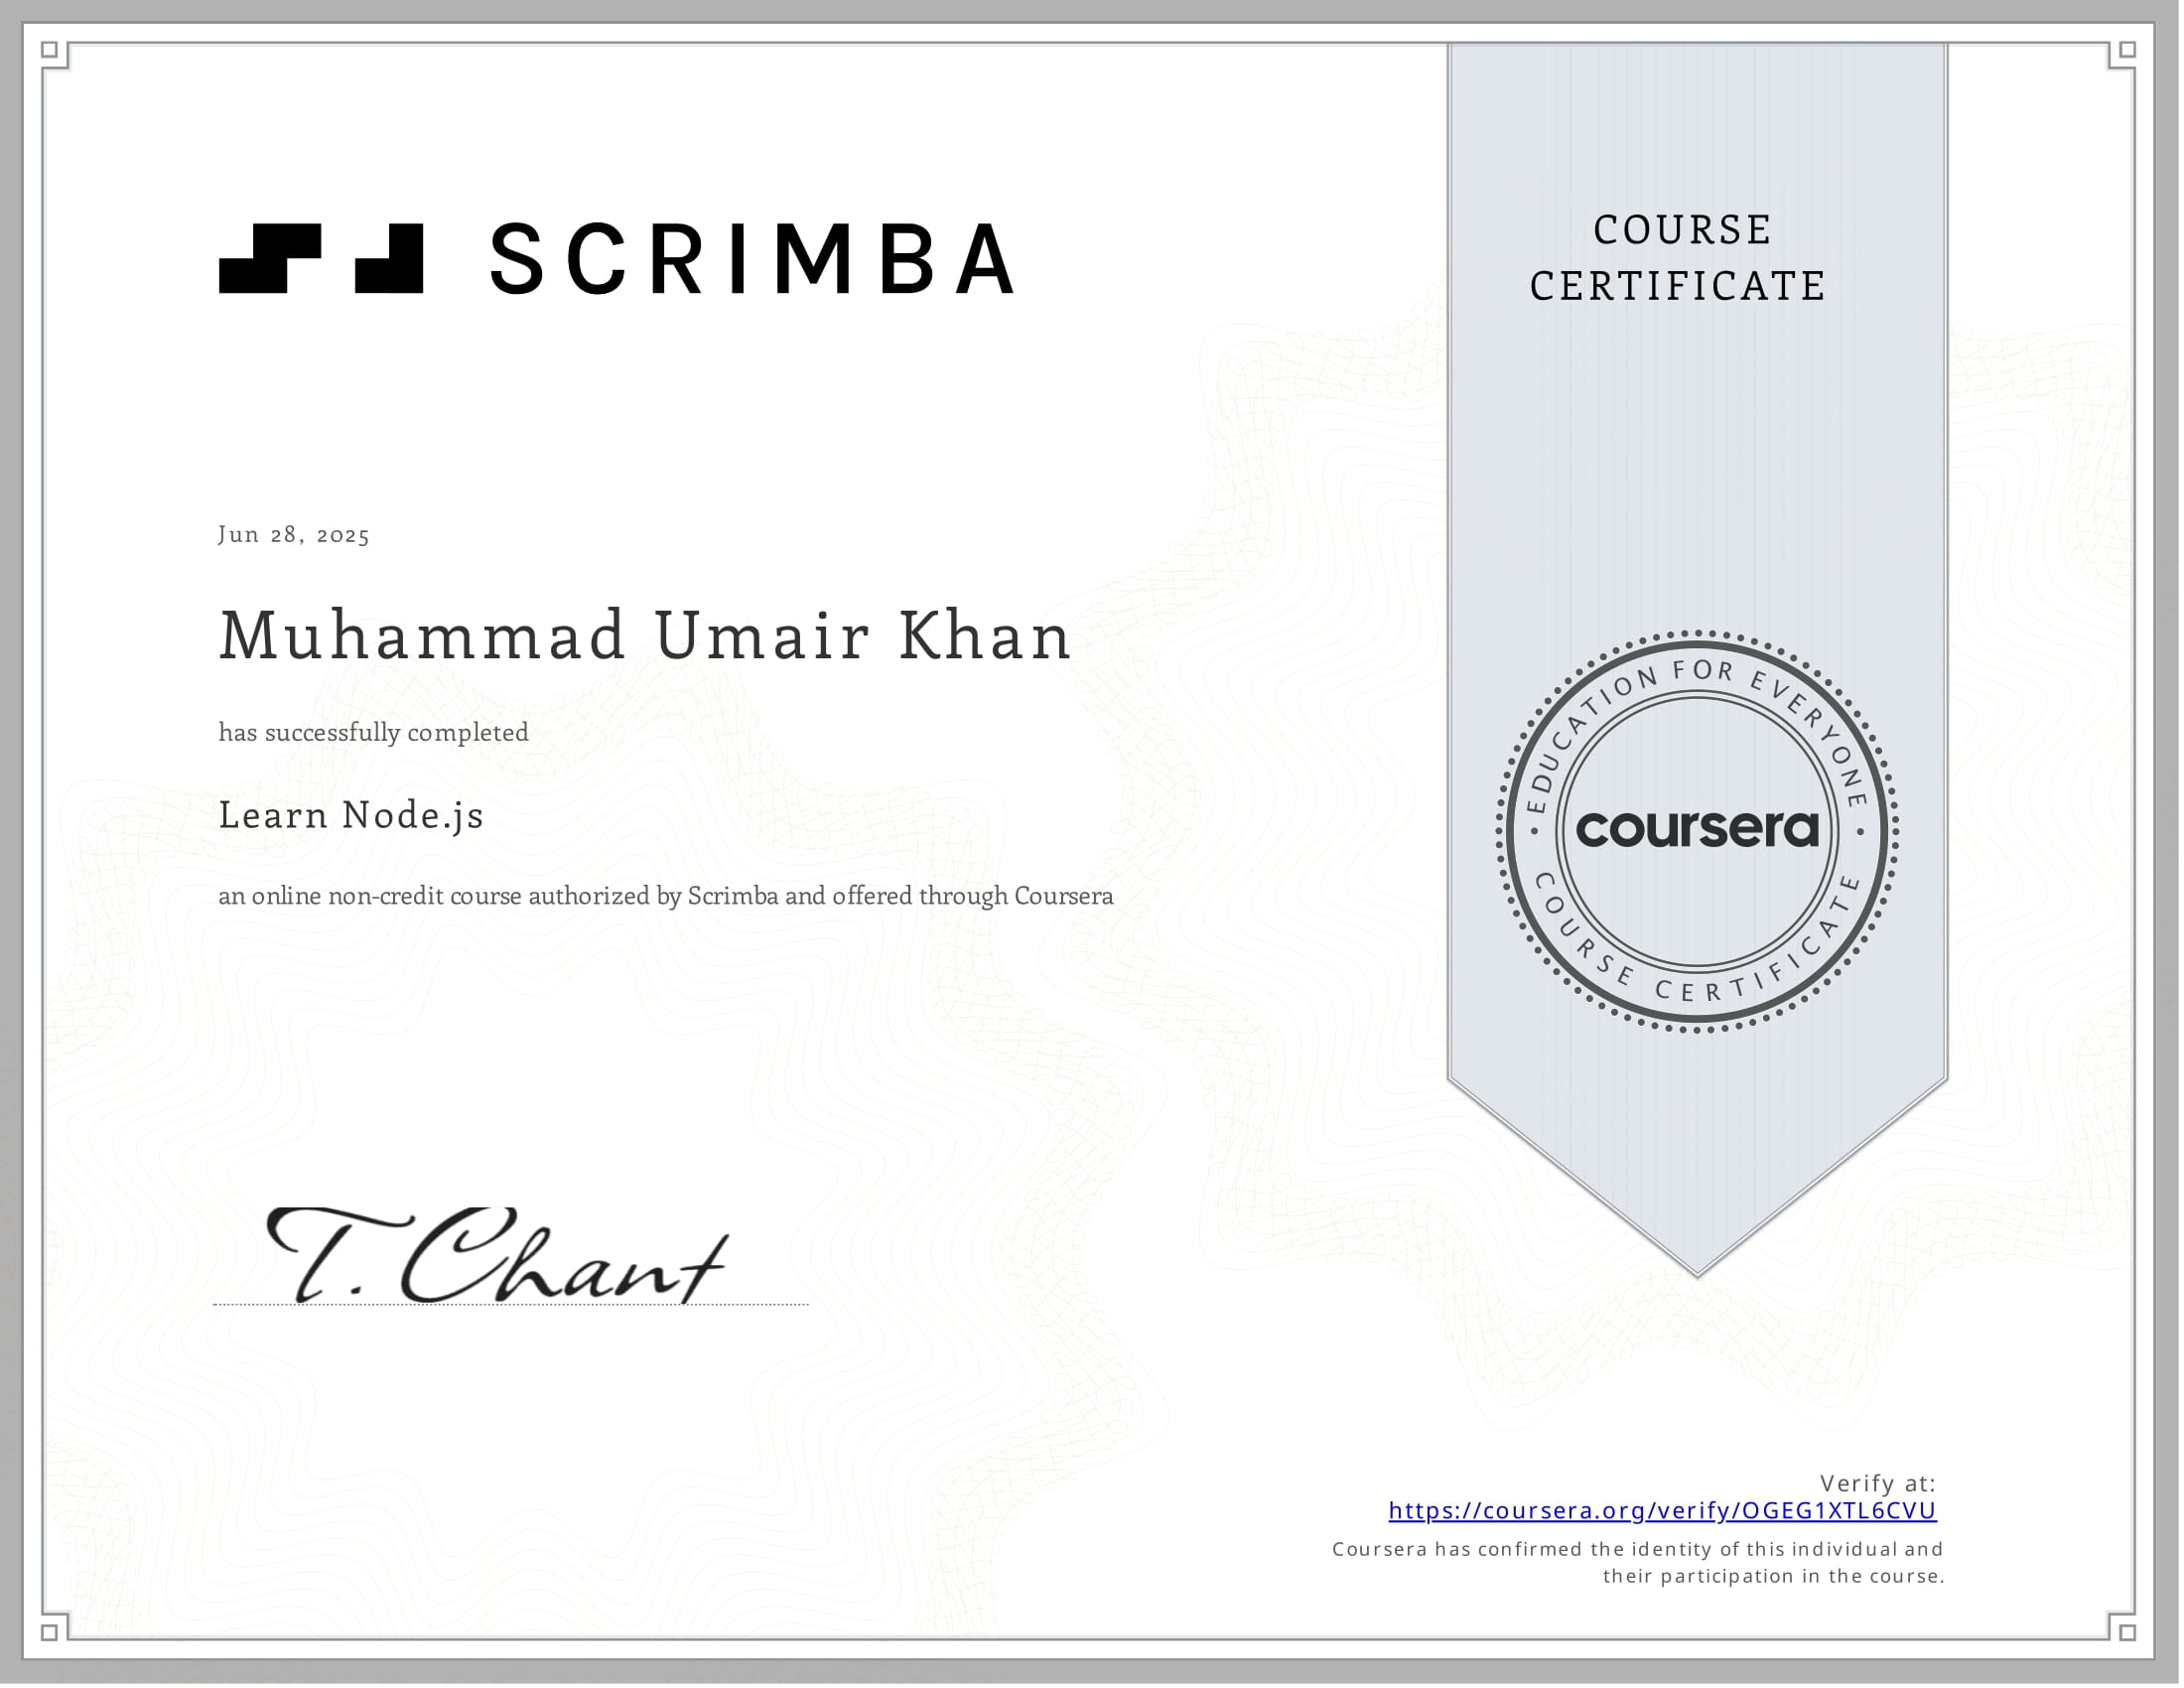 SCRIMBA
COURSE
CERTIFICATE
Jun 28, 2025
Muhammad Umair Khan
has successfully completed
Learn Node.js
an online non-credit course authorized by Scrimba and offered through Coursera
EDUCATION FOR EVERYONE
coursera
COURSE CERTIFICATE
T. Chant
Verify at:
https://coursera.org/verify/OGEG1XTL6CVU
Coursera has confirmed the identity of this individual and
their participation in the course.